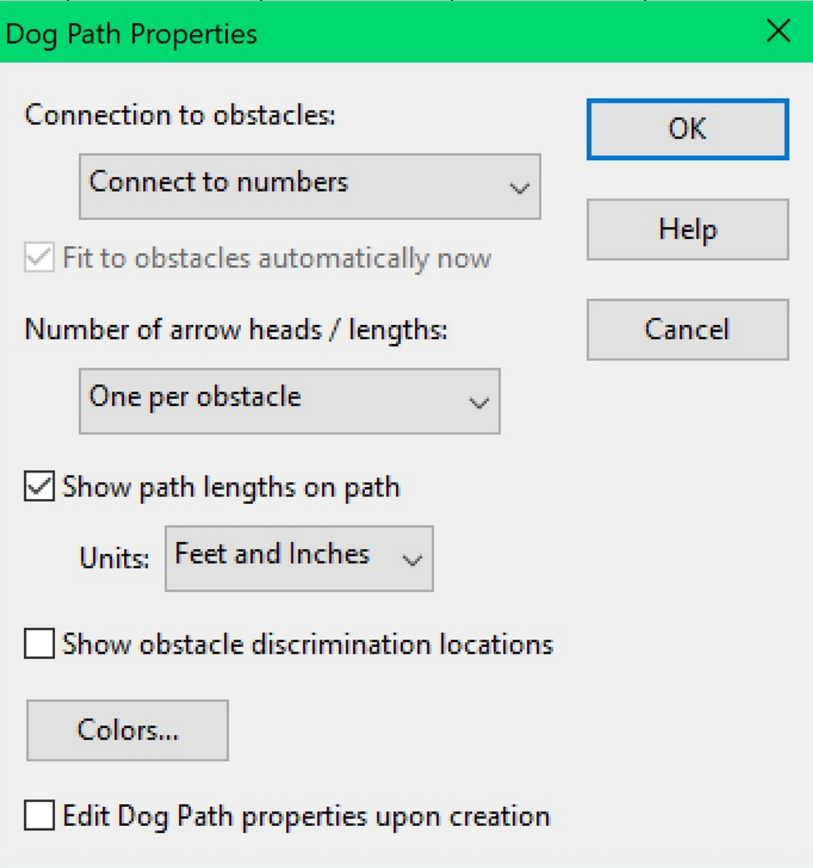 Dog Path Properties
Connection to obstacles:
OK
Connect to numbers
Help
Fit to obstacles automatically now
Number of arrow heads / lengths:
Cancel
One per obstacle
Show path lengths on path
Units: Feet and Inches
Show obstacle discrimination locations
Colors...
Edit Dog Path properties upon creation